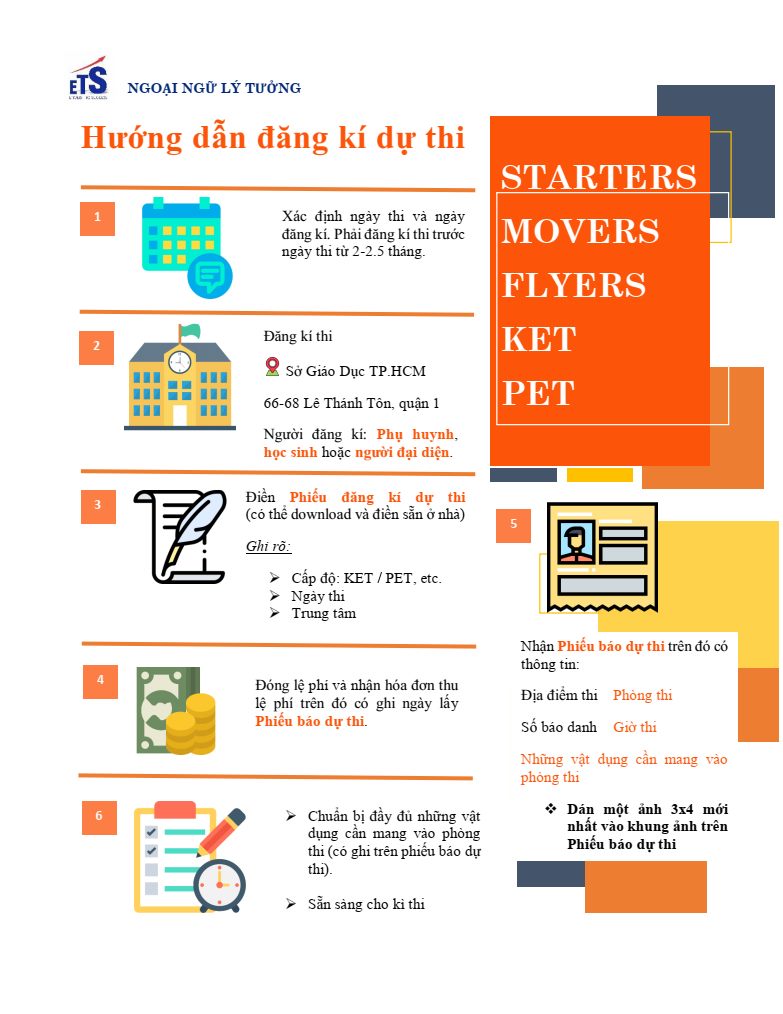 ETS
NGOẠI NGỮ LÝ TƯỞNG
Hướng dẫn đăng kí dự thi
STARTERS
MOVERS
FLYERS
KET
PET
1
Xác định ngày thi và ngày
đăng kí. Phải đăng kí thi trước
ngày thi từ 2-2.5 tháng.
2
Đăng kí thi
Sở Giáo Dục TP.HCM
66-68 Lê Thánh Tôn, quận 1
Người đăng kí: Phụ huynh,
học sinh hoặc người đại diện.
3
Điền Phiếu đăng kí dự thi
(có thể download và điền sẵn ở nhà)
Ghi rõ:
➢ Cấp độ: KET / PET, etc.
➢ Ngày thi
➢ Trung tâm
4
Đóng lệ phí và nhận hóa đơn thu
lệ phí trên đó có ghi ngày lấy
Phiếu báo dự thi.
5
Nhận Phiếu báo dự thi trên đó có
thông tin:
Địa điểm thi Phòng thi
Số báo danh Giờ thi
Những vật dụng cần mang vào
phòng thi
❖ Dán một ảnh 3x4 mới
nhất vào khung ảnh trên
Phiếu báo dự thi
6
➢ Chuẩn bị đầy đủ những vật
dụng cần mang vào phòng
thi (có ghi trên phiếu báo dự
thi).
➢ Sẵn sàng cho kì thi